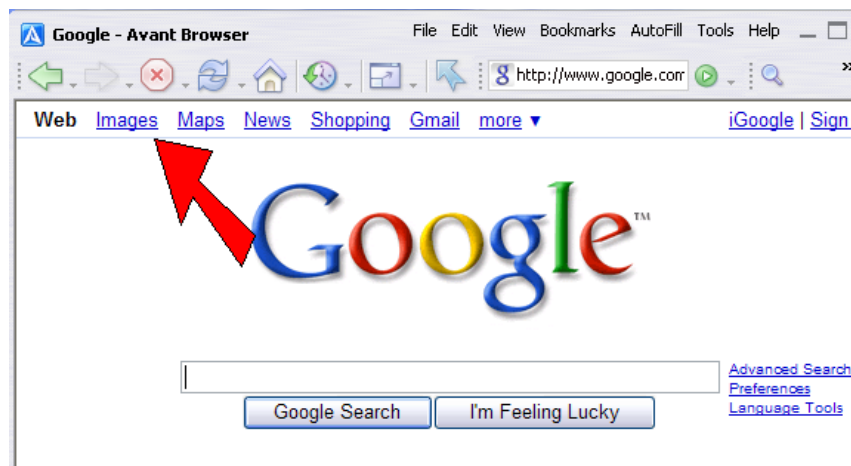 Google - Avant Browser File Edit View Bookmarks AutoFill Tools Help
http://www.google.com
Web Images Maps News Shopping Gmail more ▼ iGoogle | Sign
Google™
Advanced Search
Preferences
Language Tools
Google Search I'm Feeling Lucky